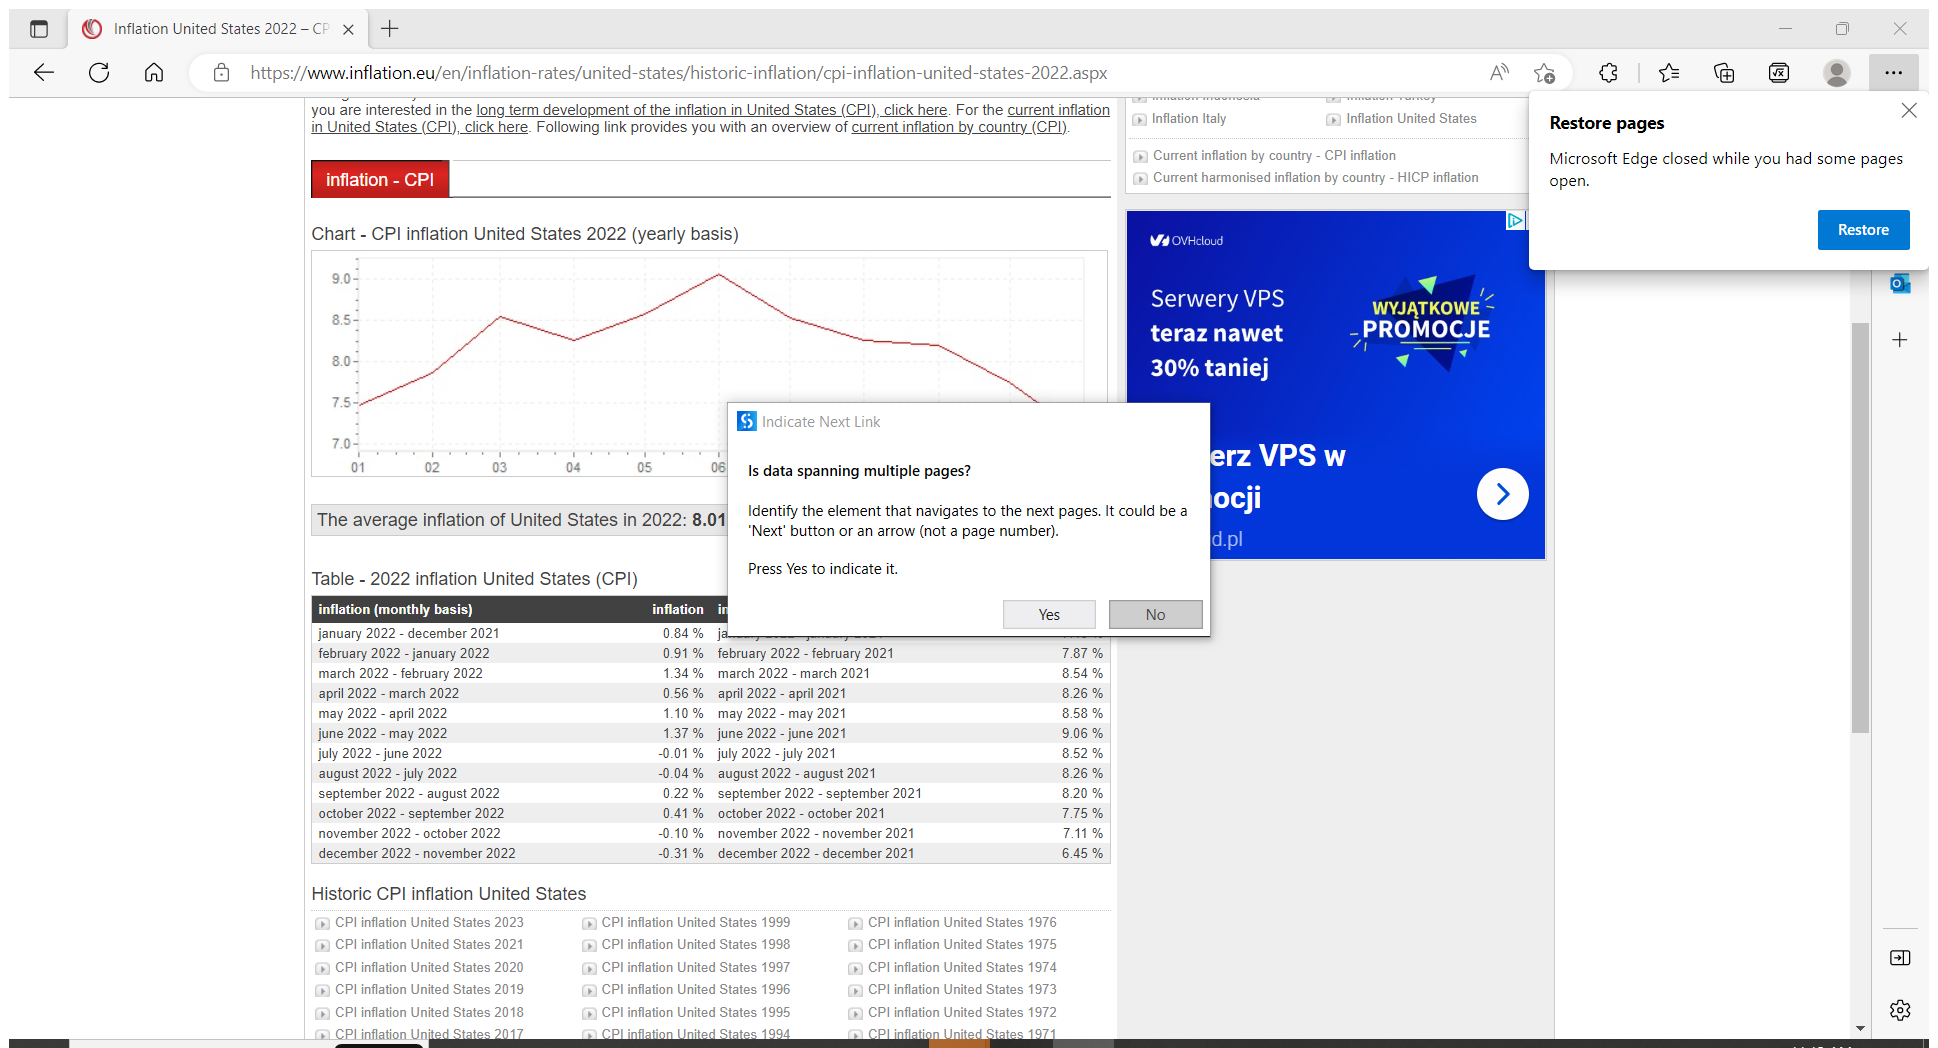 Inflation United States 2022 – CP
https://www.inflation.eu/en/inflation-rates/united-states/historic-inflation/cpi-inflation-united-states-2022.aspx
you are interested in the long term development of the inflation in United States (CPI), click here. For the current inflation
in United States (CPI), click here. Following link provides you with an overview of current inflation by country (CPI).
inflation - CPI
Chart - CPI inflation United States 2022 (yearly basis)
9.0
8.5
8.0
7.5
7.0
01 02 03 04 05 06
The average inflation of United States in 2022: 8.01
Table - 2022 inflation United States (CPI)
inflation (monthly basis) inflation in
january 2022 - december 2021 0.84 %
february 2022 - january 2022 0.91 % february 2022 - february 2021 7.87 %
march 2022 - february 2022 1.34 % march 2022 - march 2021 8.54 %
april 2022 - march 2022 0.56 % april 2022 - april 2021 8.26 %
may 2022 - april 2022 1.10 % may 2022 - may 2021 8.58 %
june 2022 - may 2022 1.37 % june 2022 - june 2021 9.06 %
july 2022 - june 2022 -0.01 % july 2022 - july 2021 8.52 %
august 2022 - july 2022 -0.04 % august 2022 - august 2021 8.26 %
september 2022 - august 2022 0.22 % september 2022 - september 2021 8.20 %
october 2022 - september 2022 0.41 % october 2022 - october 2021 7.75 %
november 2022 - october 2022 -0.10 % november 2022 - november 2021 7.11 %
december 2022 - november 2022 -0.31 % december 2022 - december 2021 6.45 %
Historic CPI inflation United States
CPI inflation United States 2023 CPI inflation United States 1999 CPI inflation United States 1976
CPI inflation United States 2021 CPI inflation United States 1998 CPI inflation United States 1975
CPI inflation United States 2020 CPI inflation United States 1997 CPI inflation United States 1974
CPI inflation United States 2019 CPI inflation United States 1996 CPI inflation United States 1973
CPI inflation United States 2018 CPI inflation United States 1995 CPI inflation United States 1972
CPI inflation United States 2017 CPI inflation United States 1994 CPI inflation United States 1971
Inflation Indonesia Inflation Turkey
Inflation Italy Inflation United States
Current inflation by country - CPI inflation
Current harmonised inflation by country - HICP inflation
OVHcloud
Serwery VPS
teraz nawet
30% taniej
WYJĄTKOWE
PROMOCJE
erz VPS w
ocji
d.pl
Indicate Next Link
Is data spanning multiple pages?
Identify the element that navigates to the next pages. It could be a
'Next' button or an arrow (not a page number).
Press Yes to indicate it.
Yes No
Restore pages
Microsoft Edge closed while you had some pages
open.
Restore